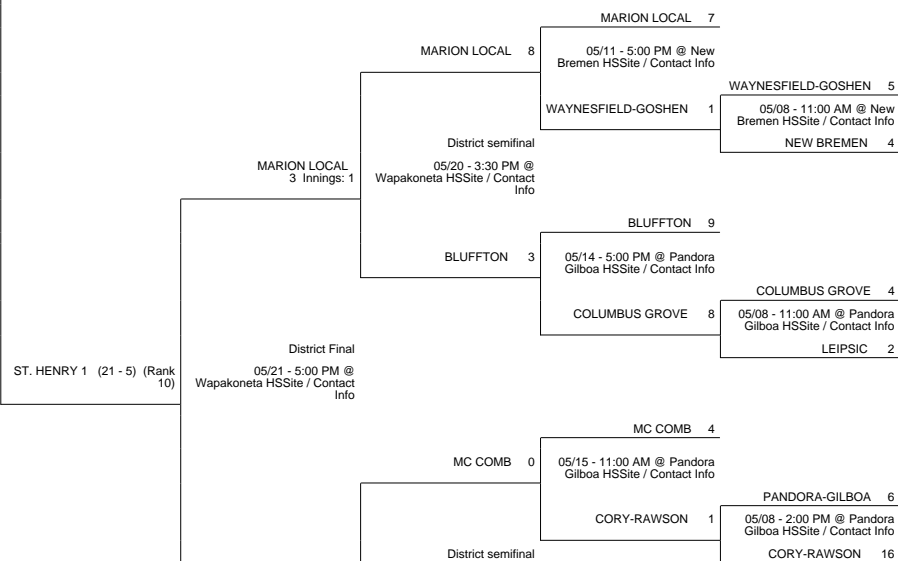 MARION LOCAL 7
MARION LOCAL 8
05/11 - 5:00 PM @ New
Bremen HSSite / Contact Info
WAYNESFIELD-GOSHEN 5
WAYNESFIELD-GOSHEN 1
05/08 - 11:00 AM @ New
Bremen HSSite / Contact Info
NEW BREMEN 4
District semifinal
MARION LOCAL
3 Innings: 1
05/20 - 3:30 PM @
Wapakoneta HSSite / Contact
Info
BLUFFTON 9
BLUFFTON 3
05/14 - 5:00 PM @ Pandora
Gilboa HSSite / Contact Info
COLUMBUS GROVE 4
COLUMBUS GROVE 8
05/08 - 11:00 AM @ Pandora
Gilboa HSSite / Contact Info
LEIPSIC 2
District Final
ST. HENRY 1 (21 - 5) (Rank
10)
05/21 - 5:00 PM @
Wapakoneta HSSite / Contact
Info
MC COMB 4
MC COMB 0
05/15 - 11:00 AM @ Pandora
Gilboa HSSite / Contact Info
PANDORA-GILBOA 6
CORY-RAWSON 1
05/08 - 2:00 PM @ Pandora
Gilboa HSSite / Contact Info
District semifinal
CORY-RAWSON 16